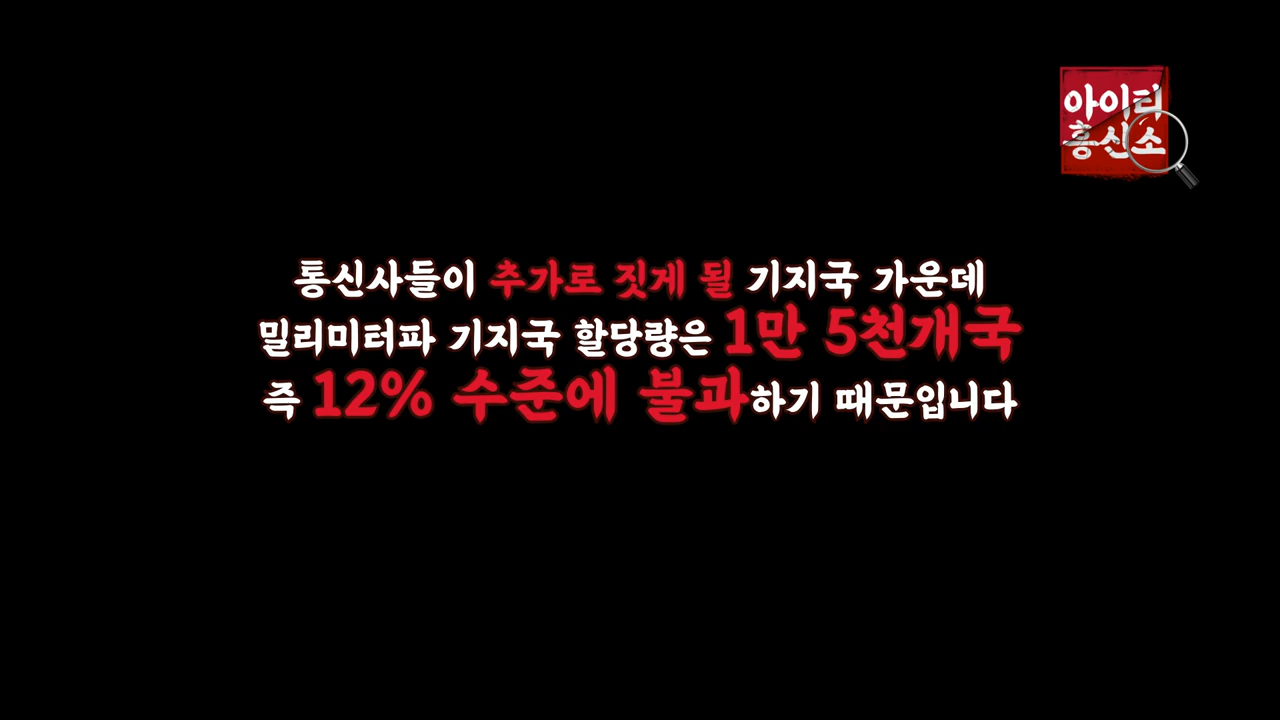 아이티
흥신소
통신사들이 추가로 짓게 될 기지국 가운데
밀리미터파 기지국 할당량은 1만 5천개국
즉 12% 수준에 불과하기 때문입니다